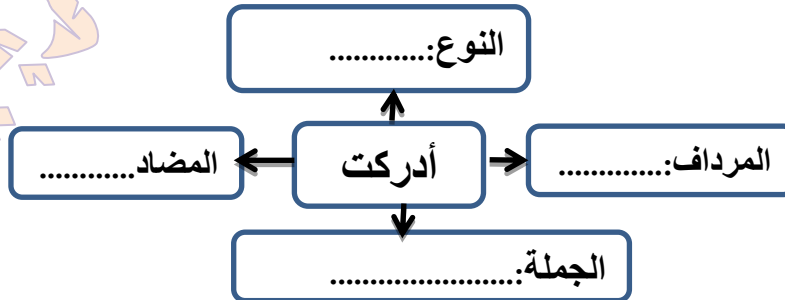 النوع:............
المرداف:.............
أدركت
المضاد............
الجملة:.......................